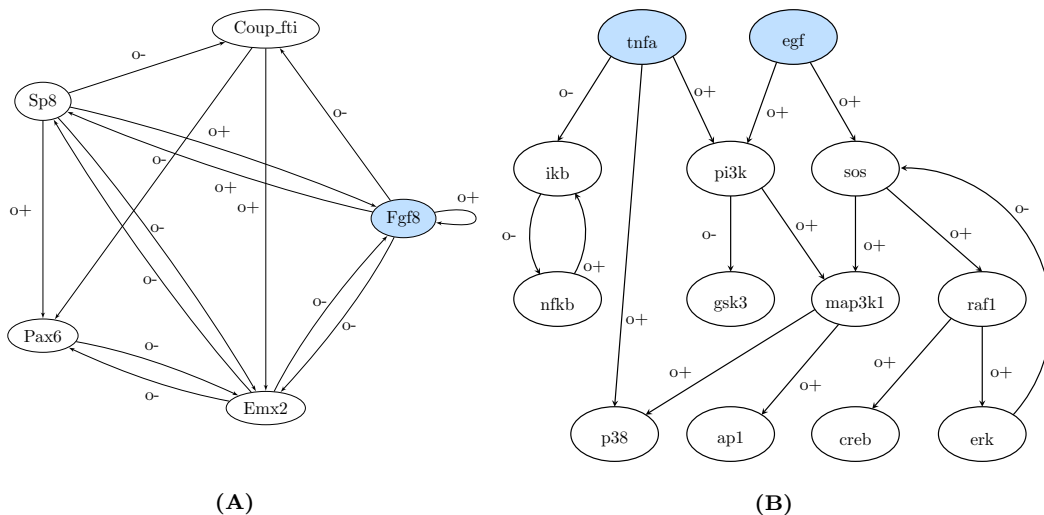 Coup_fti
o-
Sp8
o-
o+
o-
o+
o+
o+
o+
Fgf8
o-
o-
o-
o-
Pax6
o-
o-
Emx2
(A)
tnfa
egf
o-
o+
o+
o+
ikb
pi3k
sos
o-
o+
o-
o+
o+
o+
o-
nfkb
gsk3
map3k1
raf1
o+
o+
o+
o+
o+
p38
ap1
creb
erk
(B)